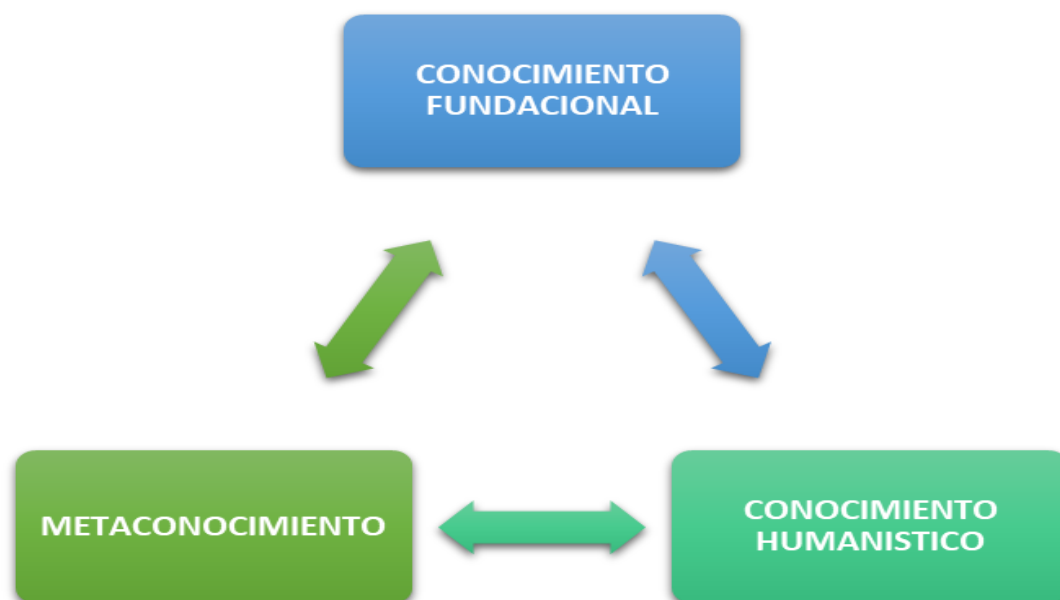 CONOCIMIENTO
FUNDACIONAL
METACONOCIMIENTO
CONOCIMIENTO
HUMANISTICO